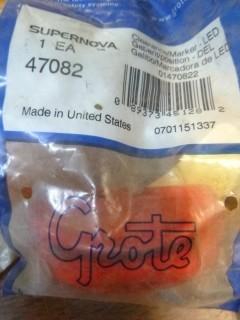 SUPERNOVA
1 EA
47082
Clearance/Marker - LED
Gabarit/position - DEL
Galibo/Marcadora de LED
01470822
Made in United States
0701151337
Grote